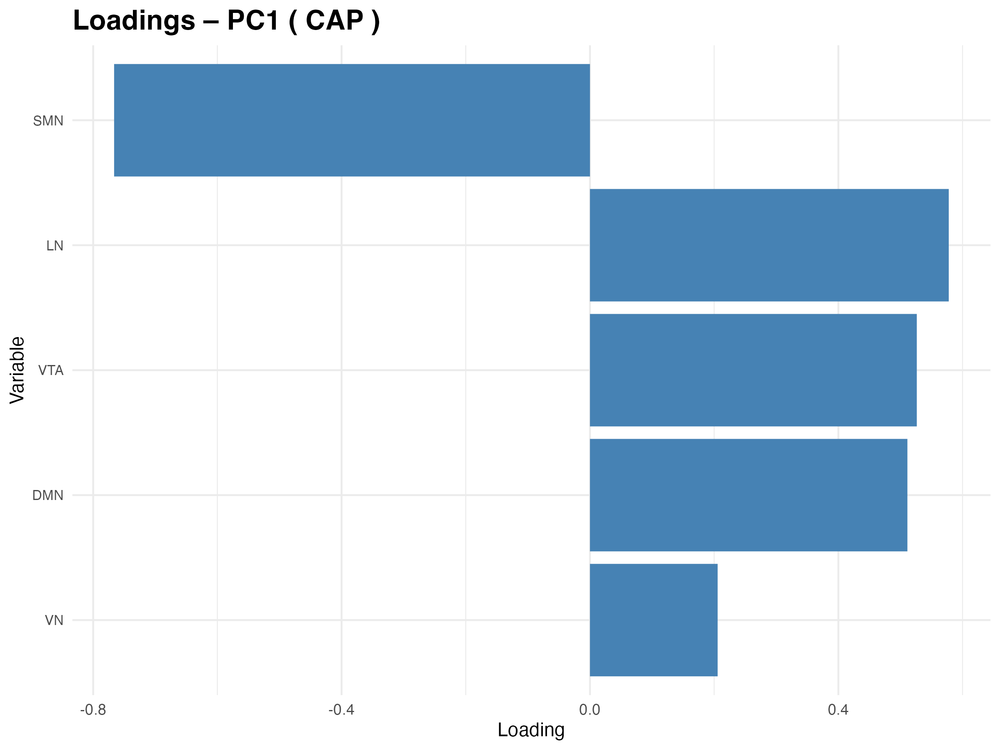 Loadings – PC1 ( CAP )
Variable
SMN
LN
VTA
DMN
VN
-0.8
-0.4
0.0
0.4
Loading